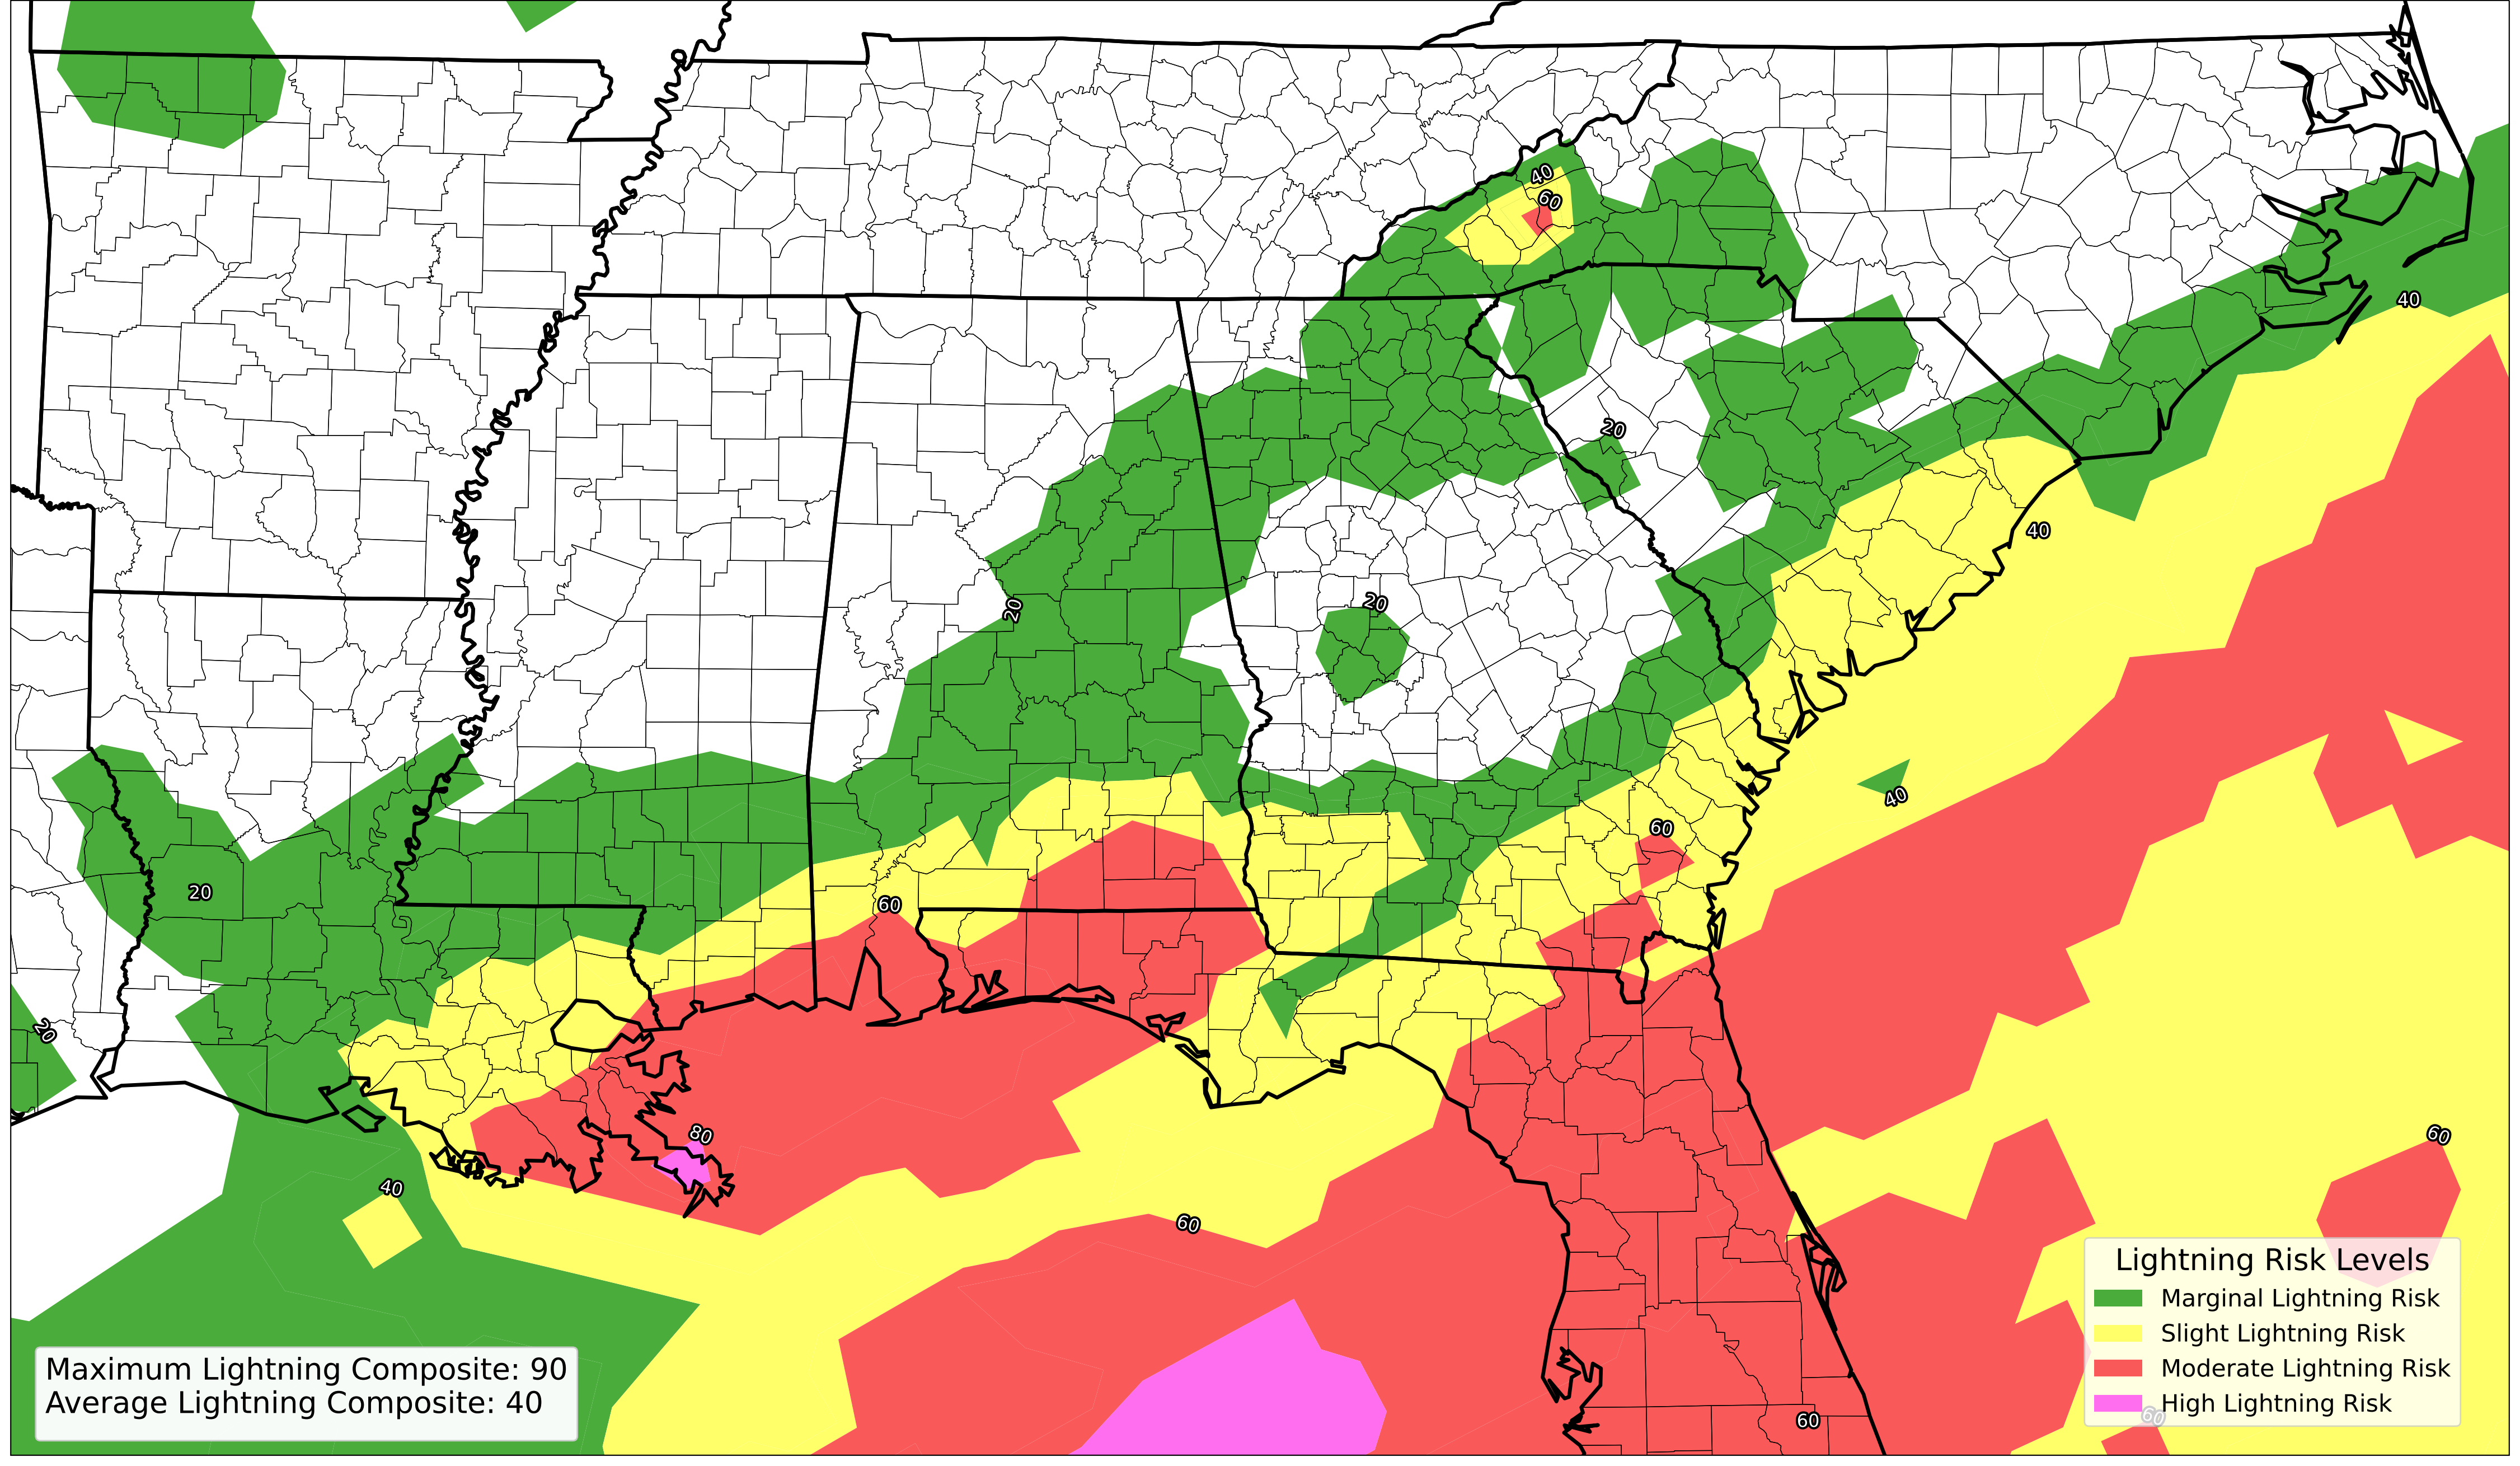 40
60
40
20
40
20
20
40
60
20
60
20
80
60
40
60
Lightning Risk Levels
Marginal Lightning Risk
Slight Lightning Risk
Moderate Lightning Risk
High Lightning Risk
Maximum Lightning Composite: 90
Average Lightning Composite: 40
60
60